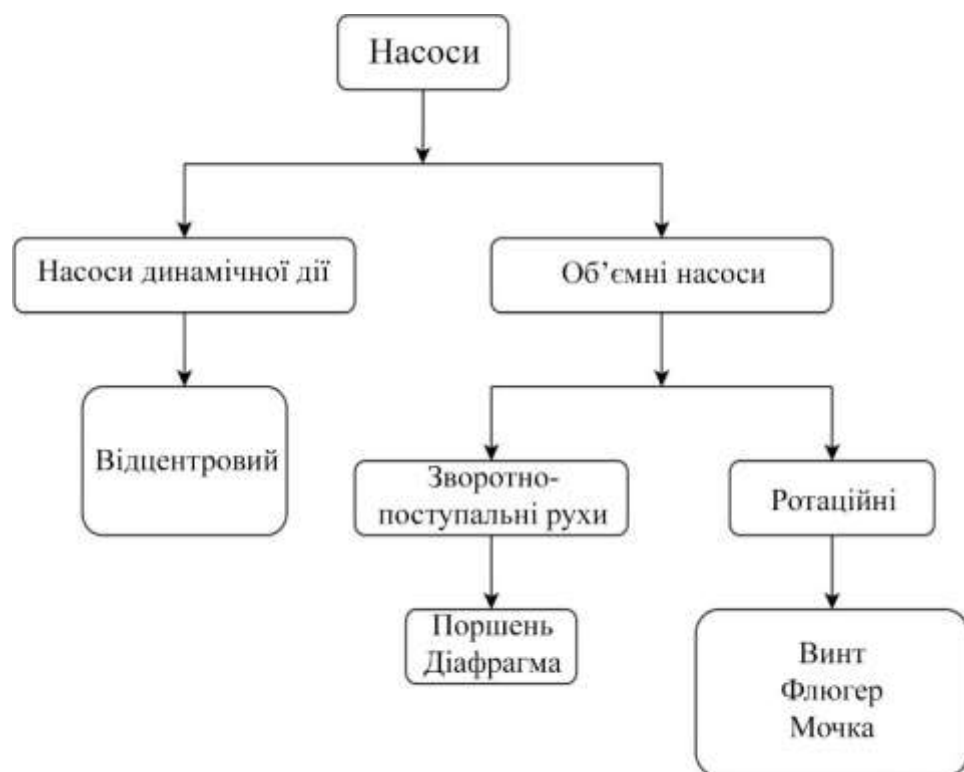 Насоси
Насоси динамічної дії
Об’ємні насоси
Відцентровий
Зворотно-
поступальні рухи
Ротаційні
Поршень
Діафрагма
Винт
Флюгер
Мочка